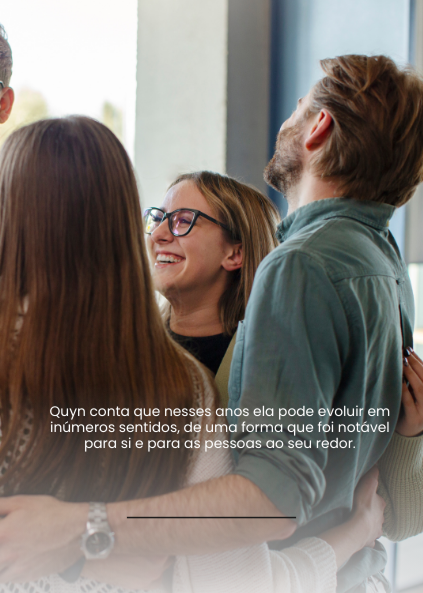 Quyn conta que nesses anos ela pode evoluir em
inúmeros sentidos, de uma forma que foi notável
para si e para as pessoas ao seu redor.